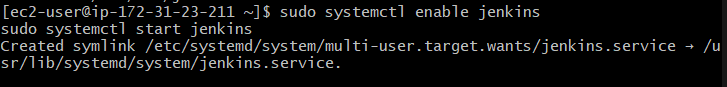 [ec2-user@ip-172-31-23-211 ~]$ sudo systemctl enable jenkins
sudo systemctl start jenkins
Created symlink /etc/systemd/system/multi-user.target.wants/jenkins.service → /u
sr/lib/systemd/system/jenkins.service.